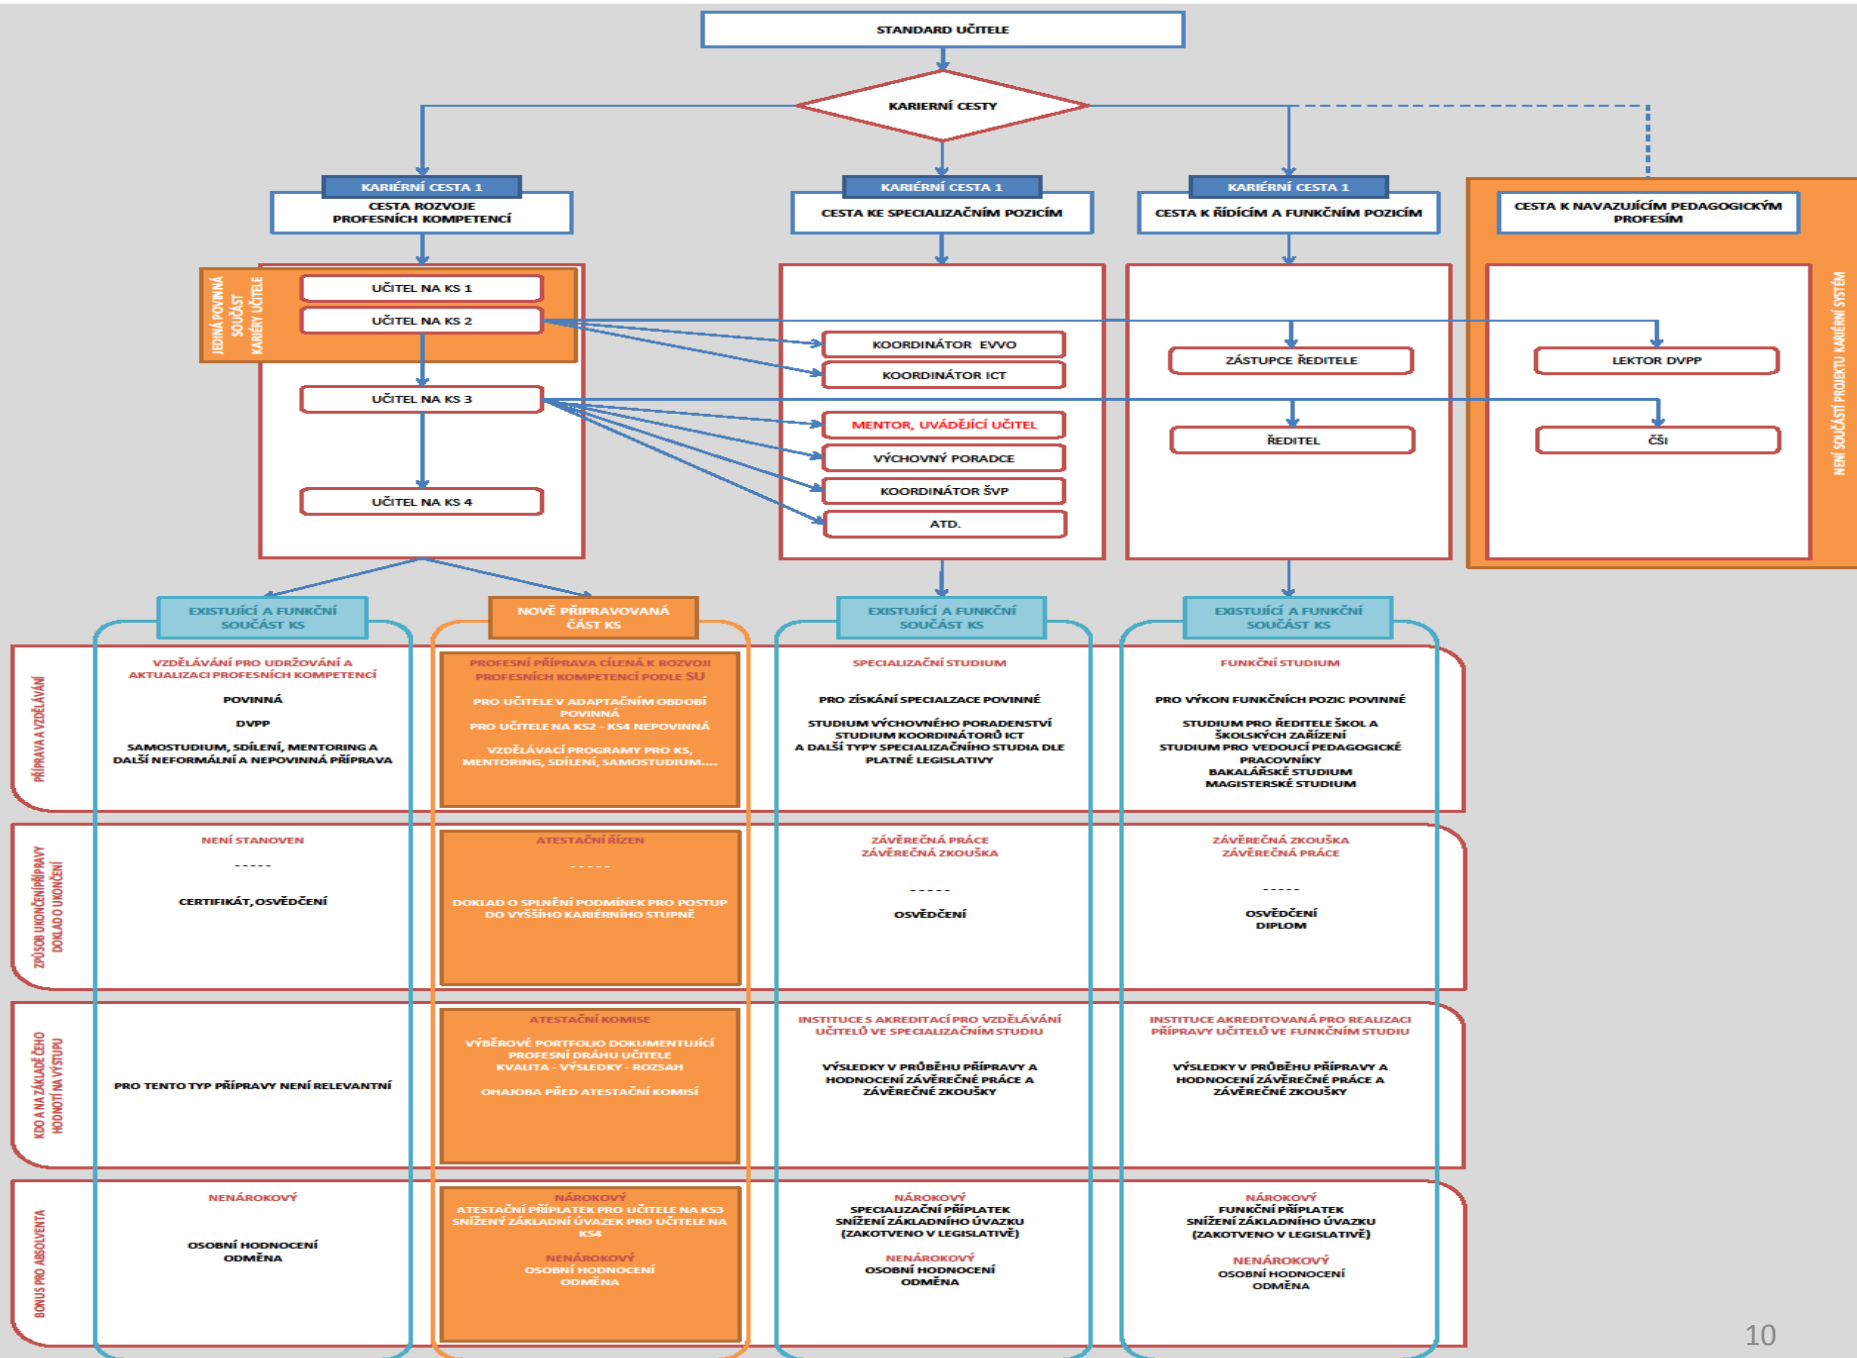 STANDARD UČITELE
KARIERNÍ CESTY
KARIÉRNÍ CESTA 1
CESTA ROZVOJE
PROFESNÍCH KOMPETENCÍ
KARIÉRNÍ CESTA 1
CESTA KE SPECIALIZAČNÍM POZICÍM
KARIÉRNÍ CESTA 1
CESTA K ŘÍDÍCÍM A FUNKČNÍM POZICÍM
CESTA K NAVAZUJÍCÍM PEDAGOGICKÝM
PROFESÍM
JEDINÁ POVINNÁ
SOUČÁST
KARIÉRY UČITELE
UČITEL NA KS 1
UČITEL NA KS 2
UČITEL NA KS 3
UČITEL NA KS 4
KOORDINÁTOR EVVO
KOORDINÁTOR ICT
MENTOR, UVÁDĚJÍCÍ UČITEL
VÝCHOVNÝ PORADCE
KOORDINÁTOR ŠVP
ATD.
ZÁSTUPCE ŘEDITELE
ŘEDITEL
LEKTOR DVPP
ČŠI
NENÍ SOUČÁSTÍ PROJEKTU KARIÉRNÍ SYSTÉM
EXISTUJÍCÍ A FUNKČNÍ
SOUČÁST KS
NOVĚ PŘIPRAVOVANÁ
ČÁST KS
EXISTUJÍCÍ A FUNKČNÍ
SOUČÁST KS
EXISTUJÍCÍ A FUNKČNÍ
SOUČÁST KS
PŘÍPRAVA A VZDĚLÁVÁNÍ
VZDĚLÁVÁNÍ PRO UDRŽOVÁNÍ A
AKTUALIZACI PROFESNÍCH KOMPETENCÍ
POVINNÁ
DVPP
SAMOSTUDIUM, SDÍLENÍ, MENTORING A
DALŠÍ NEFORMÁLNÍ A NEPOVINNÁ PŘÍPRAVA
PROFESNÍ PŘÍPRAVA CÍLENÁ K ROZVOJI
PROFESNÍCH KOMPETENCÍ PODLE SU
PRO UČITELE V ADAPTAČNÍM OBDOBÍ
POVINNÁ
PRO UČITELE NA KS2 - KS4 NEPOVINNÁ
VZDĚLÁVACÍ PROGRAMY PRO KS,
MENTORING, SDÍLENÍ, SAMOSTUDIUM....
SPECIALIZAČNÍ STUDIUM
PRO ZÍSKÁNÍ SPECIALZACE POVINNÉ
STUDIUM VÝCHOVNÉHO PORADENSTVÍ
STUDIUM KOORDINÁTORŮ ICT
A DALŠÍ TYPY SPECIALIZAČNÍHO STUDIA DLE
PLATNÉ LEGISLATIVY
FUNKČNÍ STUDIUM
PRO VÝKON FUNKČNÍCH POZIC POVINNÉ
STUDIUM PRO ŘEDITELE ŠKOL A
ŠKOLSKÝCH ZAŘÍZENÍ
STUDIUM PRO VEDOUCÍ PEDAGOGICKÉ
PRACOVNÍKY
BAKALÁŘSKÉ STUDIUM
MAGISTERSKÉ STUDIUM
ZPŮSOB UKONČENÍPŘÍPRAVY
DOKLAD O UKONČENÍ
NENÍ STANOVEN
-----
CERTIFIKÁT, OSVĚDČENÍ
ATESTAČNÍ ŘÍZEN
-----
DOKLAD O SPLNĚNÍ PODMÍNEK PRO POSTUP
DO VYŠŠÍHO KARIÉRNÍHO STUPNĚ
ZÁVĚREČNÁ PRÁCE
ZÁVĚREČNÁ ZKOUŠKA
-----
OSVĚDČENÍ
ZÁVĚREČNÁ ZKOUŠKA
ZÁVĚREČNÁ PRÁCE
-----
OSVĚDČENÍ
DIPLOM
KDO A NA ZÁKLADĚ ČEHO
HODNOTÍ NA VÝSTUPU
PRO TENTO TYP PŘÍPRAVY NENÍ RELEVANTNÍ
ATESTAČNÍ KOMISE
VÝBĚROVÉ PORTFOLIO DOKUMENTUJÍCÍ
PROFESNÍ DRÁHU UČITELE
KVALITA - VÝSLEDKY - ROZSAH
OHAJOBA PŘED ATESTAČNÍ KOMISÍ
INSTITUCE S AKREDITACÍ PRO VZDĚLÁVÁNÍ
UČITELŮ VE SPECIALIZAČNÍM STUDIU
VÝSLEDKY V PRŮBĚHU PŘÍPRAVY A
HODNOCENÍ ZÁVĚREČNÉ PRÁCE A
ZÁVĚREČNÉ ZKOUŠKY
INSTITUCE AKREDITOVANÁ PRO REALIZACI
PŘÍPRAVY UČITELŮ VE FUNKČNÍM STUDIU
VÝSLEDKY V PRŮBĚHU PŘÍPRAVY A
HODNOCENÍ ZÁVĚREČNÉ PRÁCE A
ZÁVĚREČNÉ ZKOUŠKY
BONUS PRO ABSOLVENTA
NENÁROKOVÝ
OSOBNÍ HODNOCENÍ
ODMĚNA
NÁROKOVÝ
ATESTAČNÍ PŘÍPLATEK PRO UČITELE NA KS3
SNÍŽENÝ ZÁKLADNÍ ÚVAZEK PRO UČITELE NA
KS4
NENÁROKOVÝ
OSOBNÍ HODNOCENÍ
ODMĚNA
NÁROKOVÝ
SPECIALIZAČNÍ PŘÍPLATEK
SNÍŽENÍ ZÁKLADNÍHO ÚVAZKU
(ZAKOTVENO V LEGISLATIVĚ)
NENÁROKOVÝ
OSOBNÍ HODNOCENÍ
ODMĚNA
NÁROKOVÝ
FUNKČNÍ PŘÍPLATEK
SNÍŽENÍ ZÁKLADNÍHO ÚVAZKU
(ZAKOTVENO V LEGISLATIVĚ)
NENÁROKOVÝ
OSOBNÍ HODNOCENÍ
ODMĚNA
10